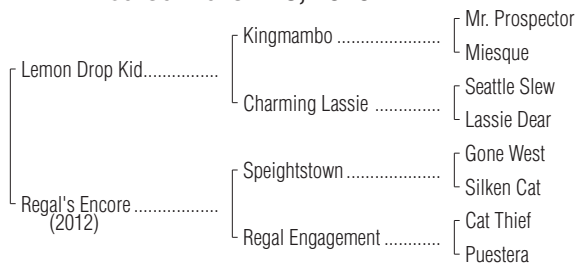 Kingmambo ..................
Mr. Prospector
Miesque
Lemon Drop Kid...............
Charming Lassie .............
Seattle Slew
Lassie Dear
Speightstown ................
Gone West
Silken Cat
Regal's Encore .................
(2012)
Regal Engagement ............
Cat Thief
Puestera